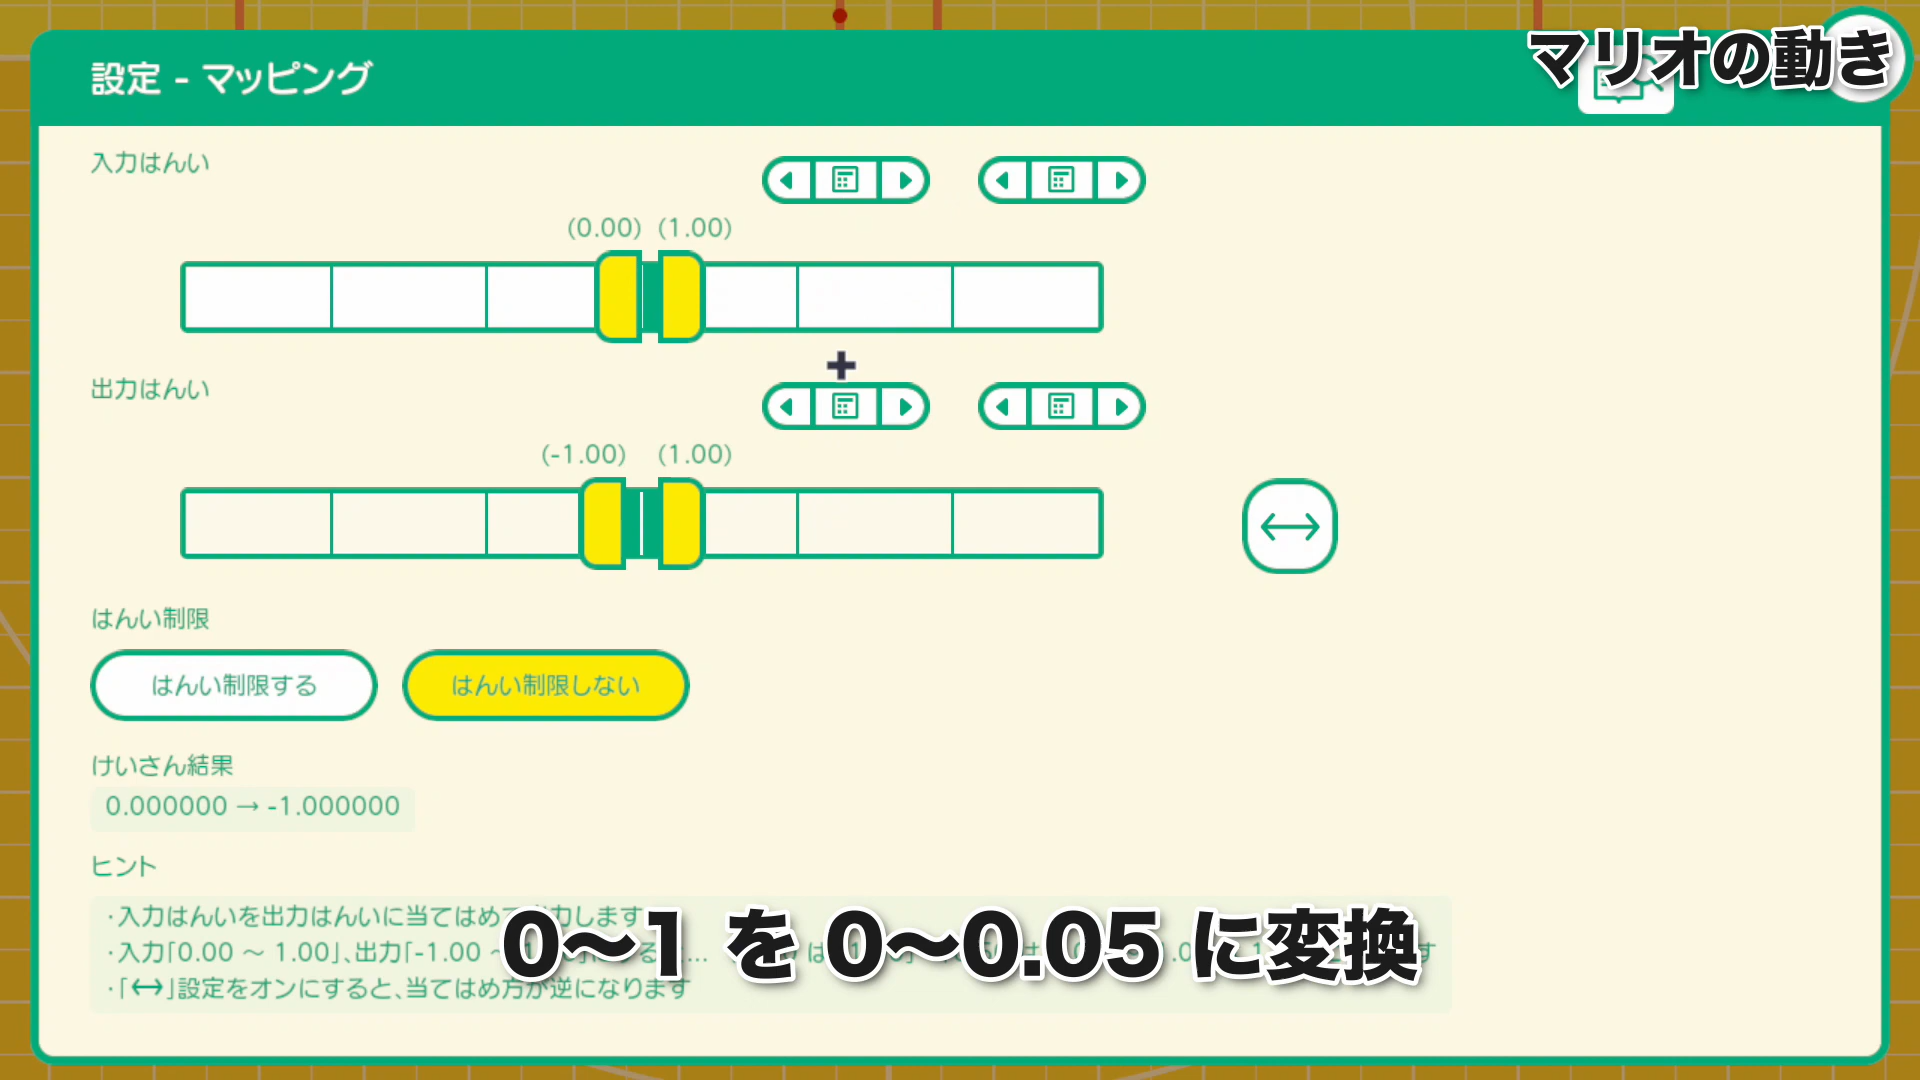 マリオの動き
設定 - マッピング
入力はんい
(0.00) (1.00)
出力はんい
(-1.00) (1.00)
はんい制限
はんい制限する
はんい制限しない
けいさん結果
0.000000 → -1.000000
ヒント
・入力はんいを出力はんいに当てはめて出力します
・入力「0.00 ～ 1.00」、出力「-1.00 ～
・「↔」設定をオンにすると、当てはめ方が逆になります
0～1 を 0～0.05 に変換